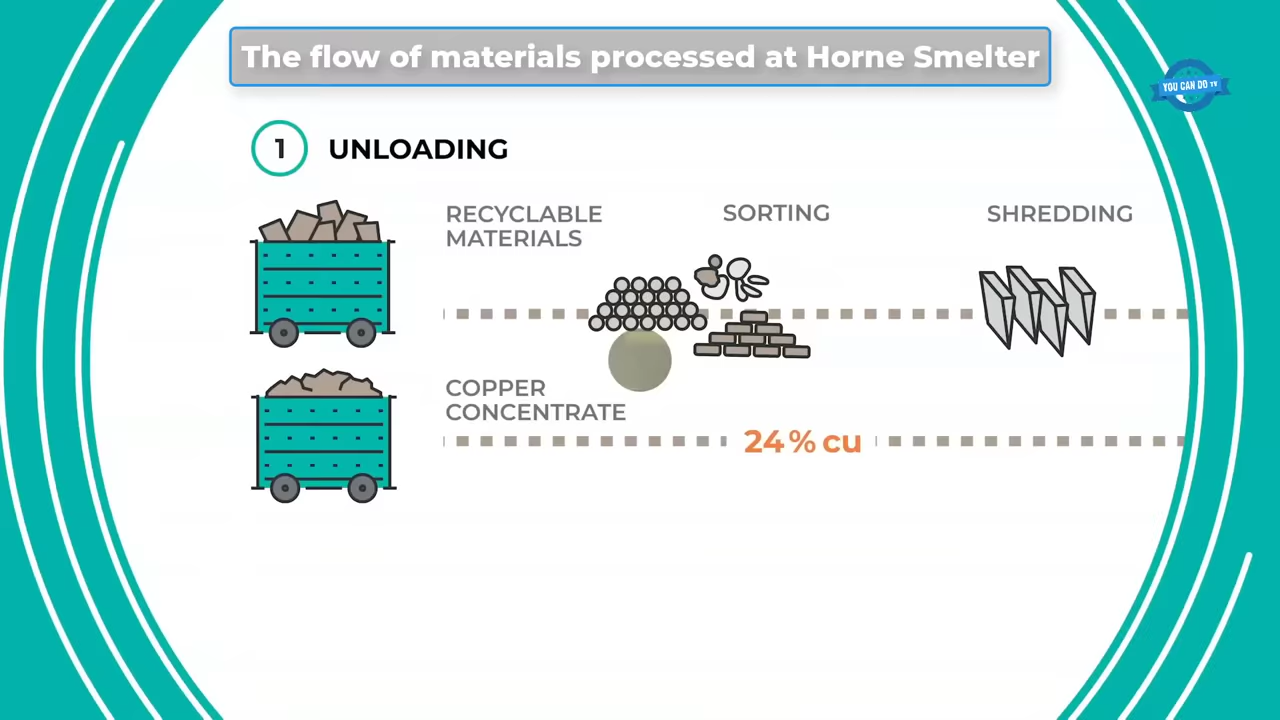 The flow of materials processed at Horne Smelter
YOU CAN DO TV
1 UNLOADING
RECYCLABLE
MATERIALS
SORTING
SHREDDING
COPPER
CONCENTRATE
24% cu